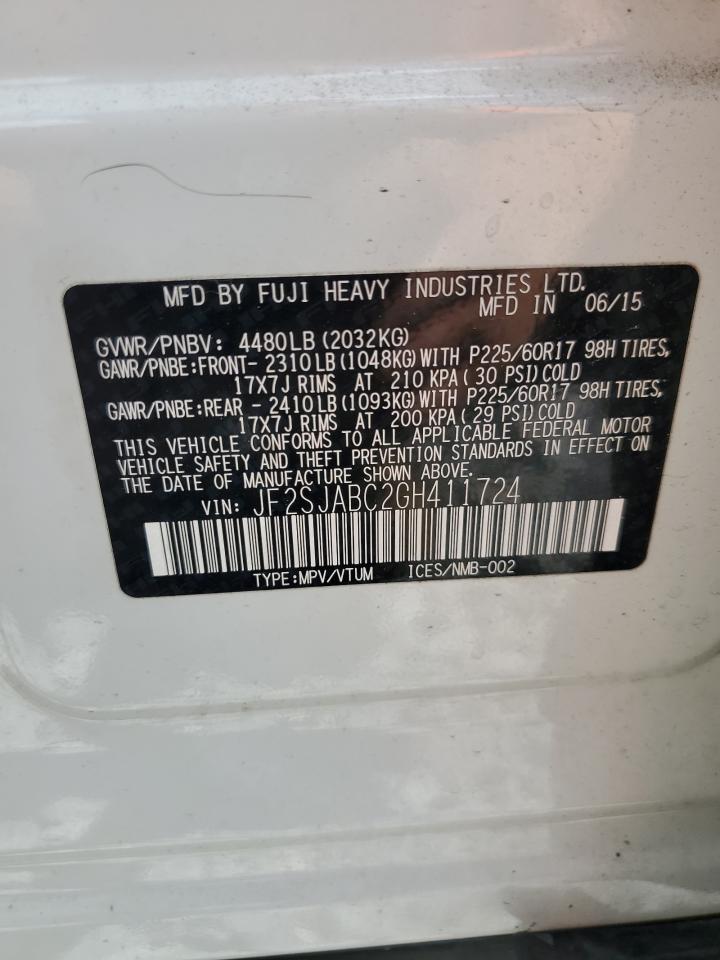 MFD BY FUJI HEAVY INDUSTRIES LTD.
MFD IN 06/15
GVWR/PNBV: 4480LB(2032KG)
GAWR/PNBE:FRONT- 2310LB(1048KG)WITH P225/60R17 98H TIRES,
17X7J RIMS AT 210 KPA( 30 PSI)COLD
GAWR/PNBE:REAR - 2410LB(1093KG)WITH P225/60R17 98H TIRES,
17X7J RIMS AT 200 KPA( 29 PSI)COLD
THIS VEHICLE CONFORMS TO ALL APPLICABLE FEDERAL MOTOR
VEHICLE SAFETY AND THEFT PREVENTION STANDARDS IN EFFECT ON
THE DATE OF MANUFACTURE SHOWN ABOVE.
VIN: JF2SJABC2GH411724
TYPE:MPV/VTUM ICES/NMB-002